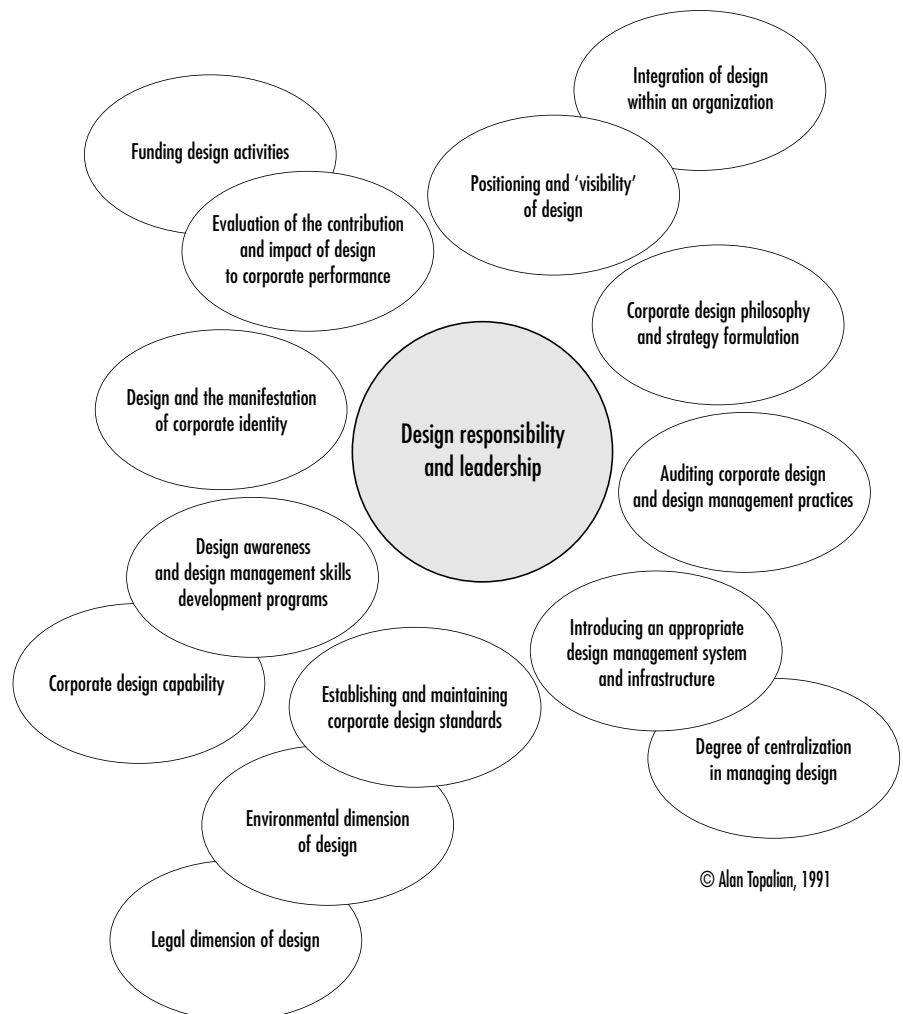 Integration of design
within an organization
Funding design activities
Positioning and ‘visibility’
of design
Evaluation of the contribution
and impact of design
to corporate performance
Corporate design philosophy
and strategy formulation
Design and the manifestation
of corporate identity
Design responsibility
and leadership
Auditing corporate design
and design management practices
Design awareness
and design management skills
development programs
Introducing an appropriate
design management system
and infrastructure
Corporate design capability
Establishing and maintaining
corporate design standards
Degree of centralization
in managing design
Environmental dimension
of design
© Alan Topalian, 1991
Legal dimension of design